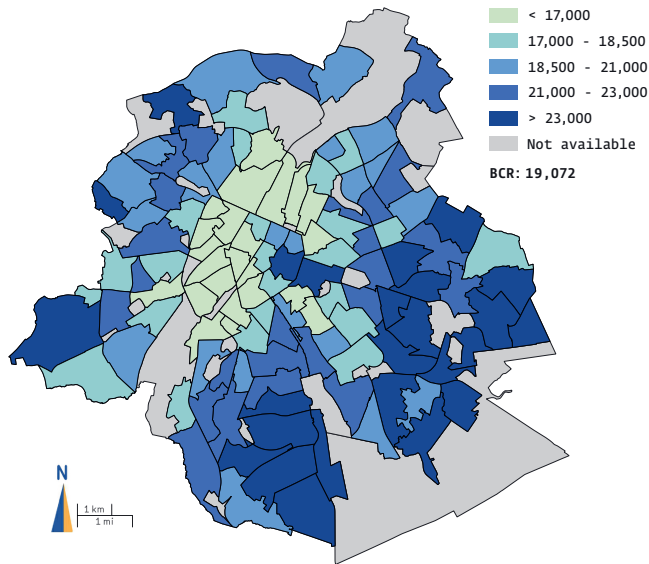 < 17,000
17,000 - 18,500
18,500 - 21,000
21,000 - 23,000
> 23,000
Not available
BCR: 19,072
N
1 km
1 mi